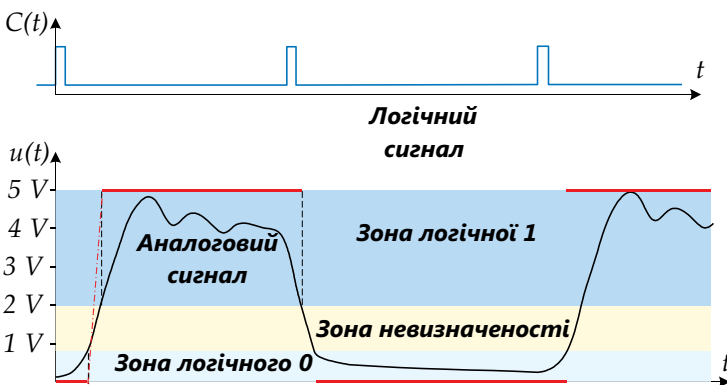 C(t)
t
Логічний
сигнал
u(t)
5 V
4 V
3 V
2 V
1 V
Аналоговий
сигнал
Зона логічної 1
Зона невизначеності
Зона логічного 0
t